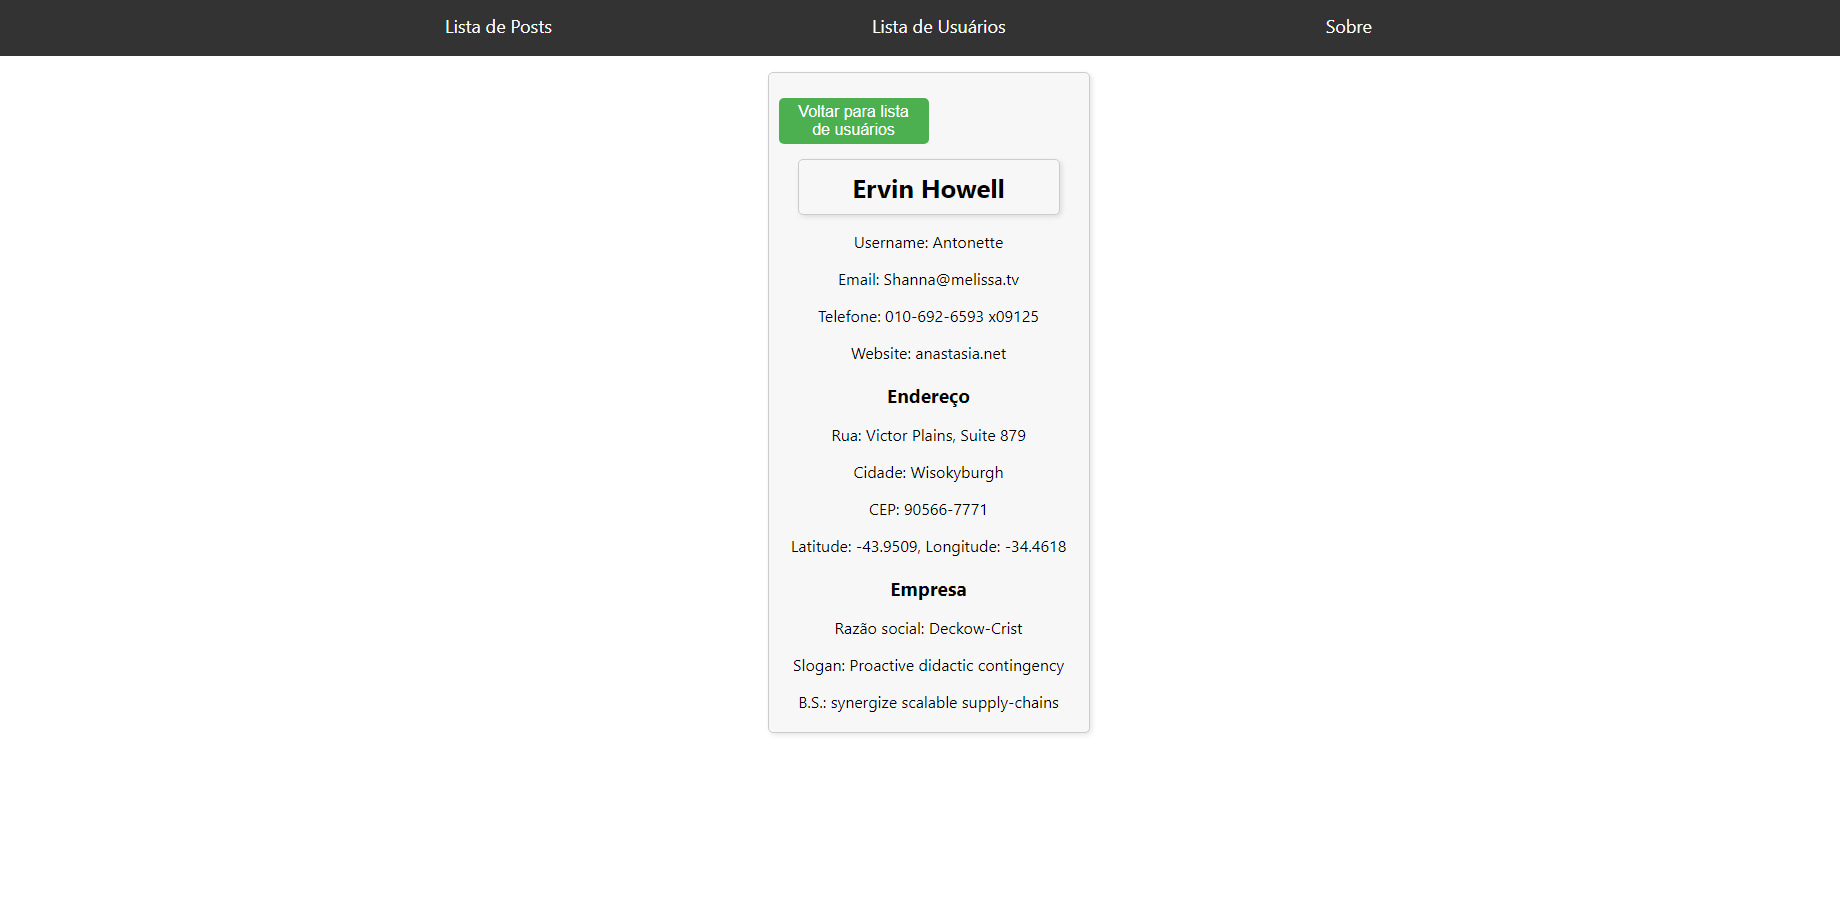 Lista de Posts
Lista de Usuários
Sobre
Voltar para lista
de usuários
Ervin Howell
Username: Antonette
Email: Shanna@melissa.tv
Telefone: 010-692-6593 x09125
Website: anastasia.net
Endereço
Rua: Victor Plains, Suite 879
Cidade: Wisokyburgh
CEP: 90566-7771
Latitude: -43.9509, Longitude: -34.4618
Empresa
Razão social: Deckow-Crist
Slogan: Proactive didactic contingency
B.S.: synergize scalable supply-chains